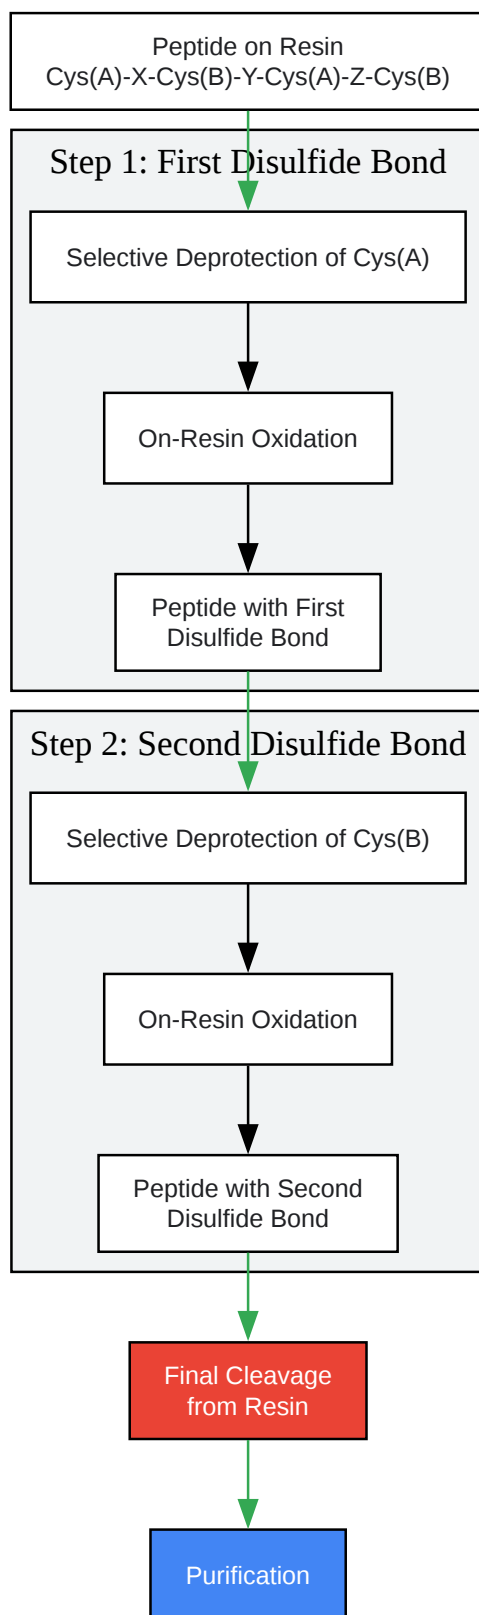 Peptide on Resin
Cys(A)-X-Cys(B)-Y-Cys(A)-Z-Cys(B)
Step 1: First Disulfide Bond
Selective Deprotection of Cys(A)
On-Resin Oxidation
Peptide with First
Disulfide Bond
Step 2: Second Disulfide Bond
Selective Deprotection of Cys(B)
On-Resin Oxidation
Peptide with Second
Disulfide Bond
Final Cleavage
from Resin
Purification